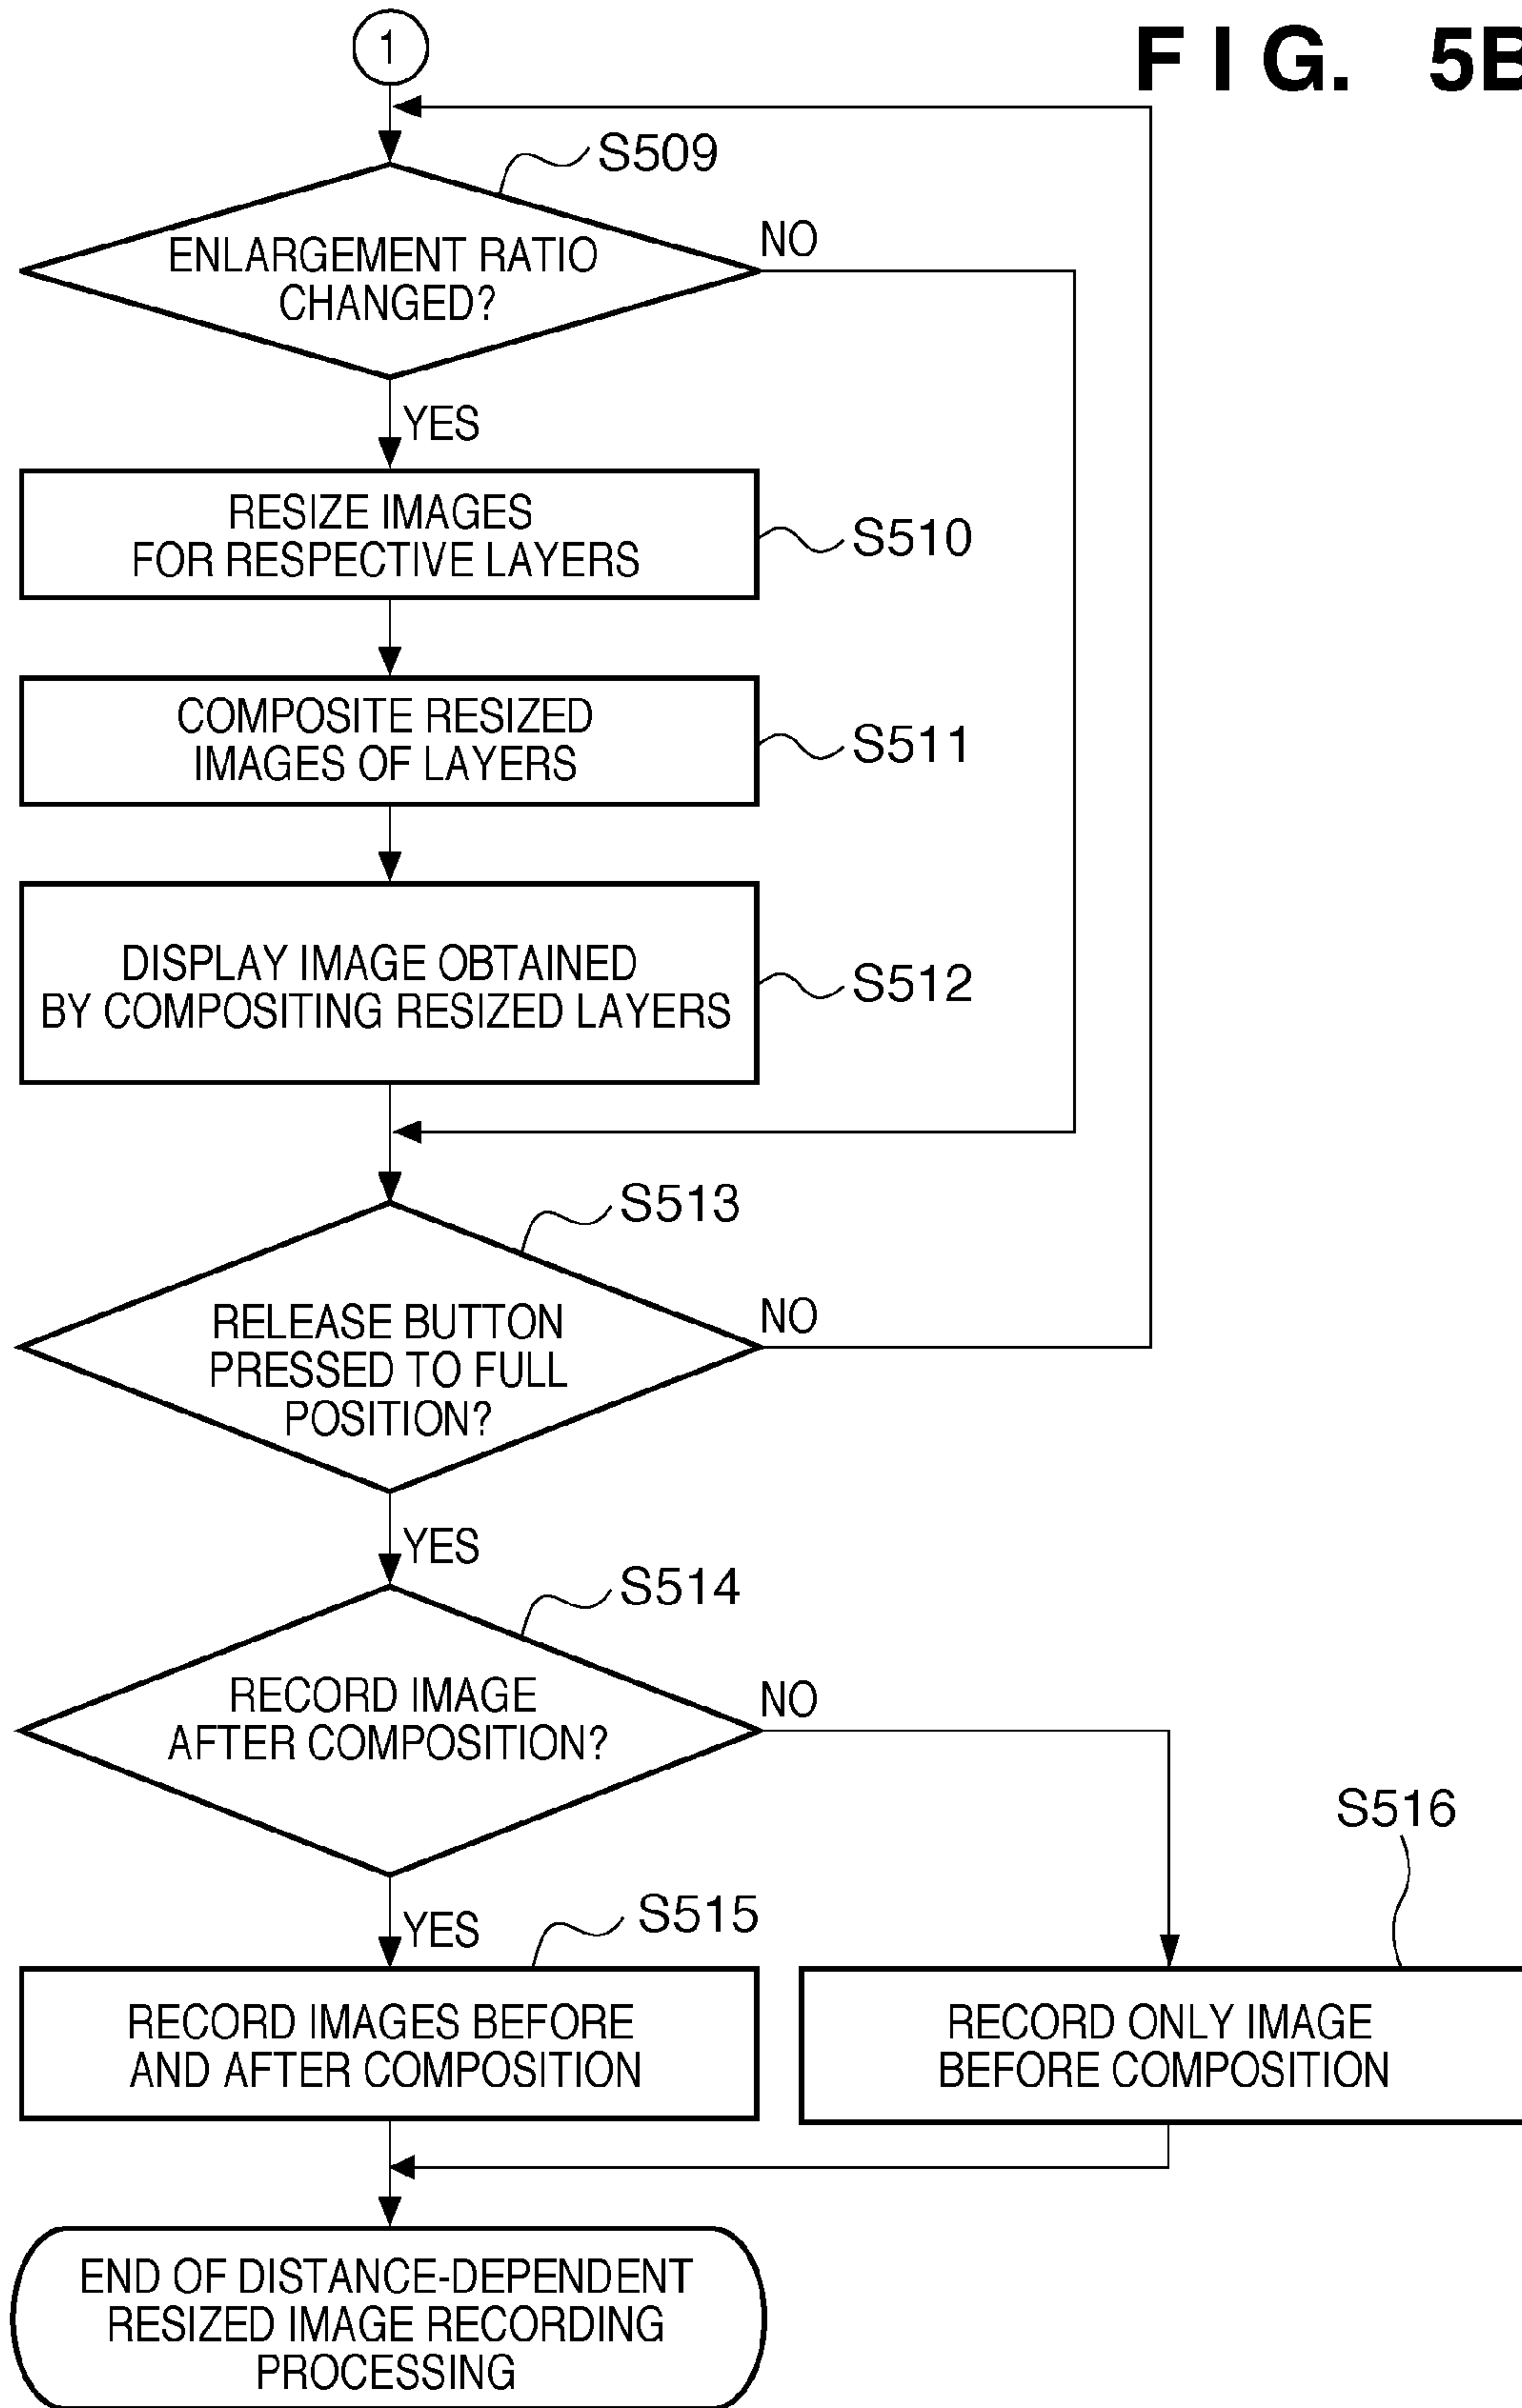 1
FIG. 5B
S509
ENLARGEMENT RATIO
CHANGED?
NO
YES
RESIZE IMAGES
FOR RESPECTIVE LAYERS
S510
COMPOSITE RESIZED
IMAGES OF LAYERS
S511
DISPLAY IMAGE OBTAINED
BY COMPOSITING RESIZED LAYERS
S512
S513
RELEASE BUTTON
PRESSED TO FULL
POSITION?
NO
YES
S514
RECORD IMAGE
AFTER COMPOSITION?
NO
S516
YES
S515
RECORD IMAGES BEFORE
AND AFTER COMPOSITION
RECORD ONLY IMAGE
BEFORE COMPOSITION
END OF DISTANCE-DEPENDENT
RESIZED IMAGE RECORDING
PROCESSING